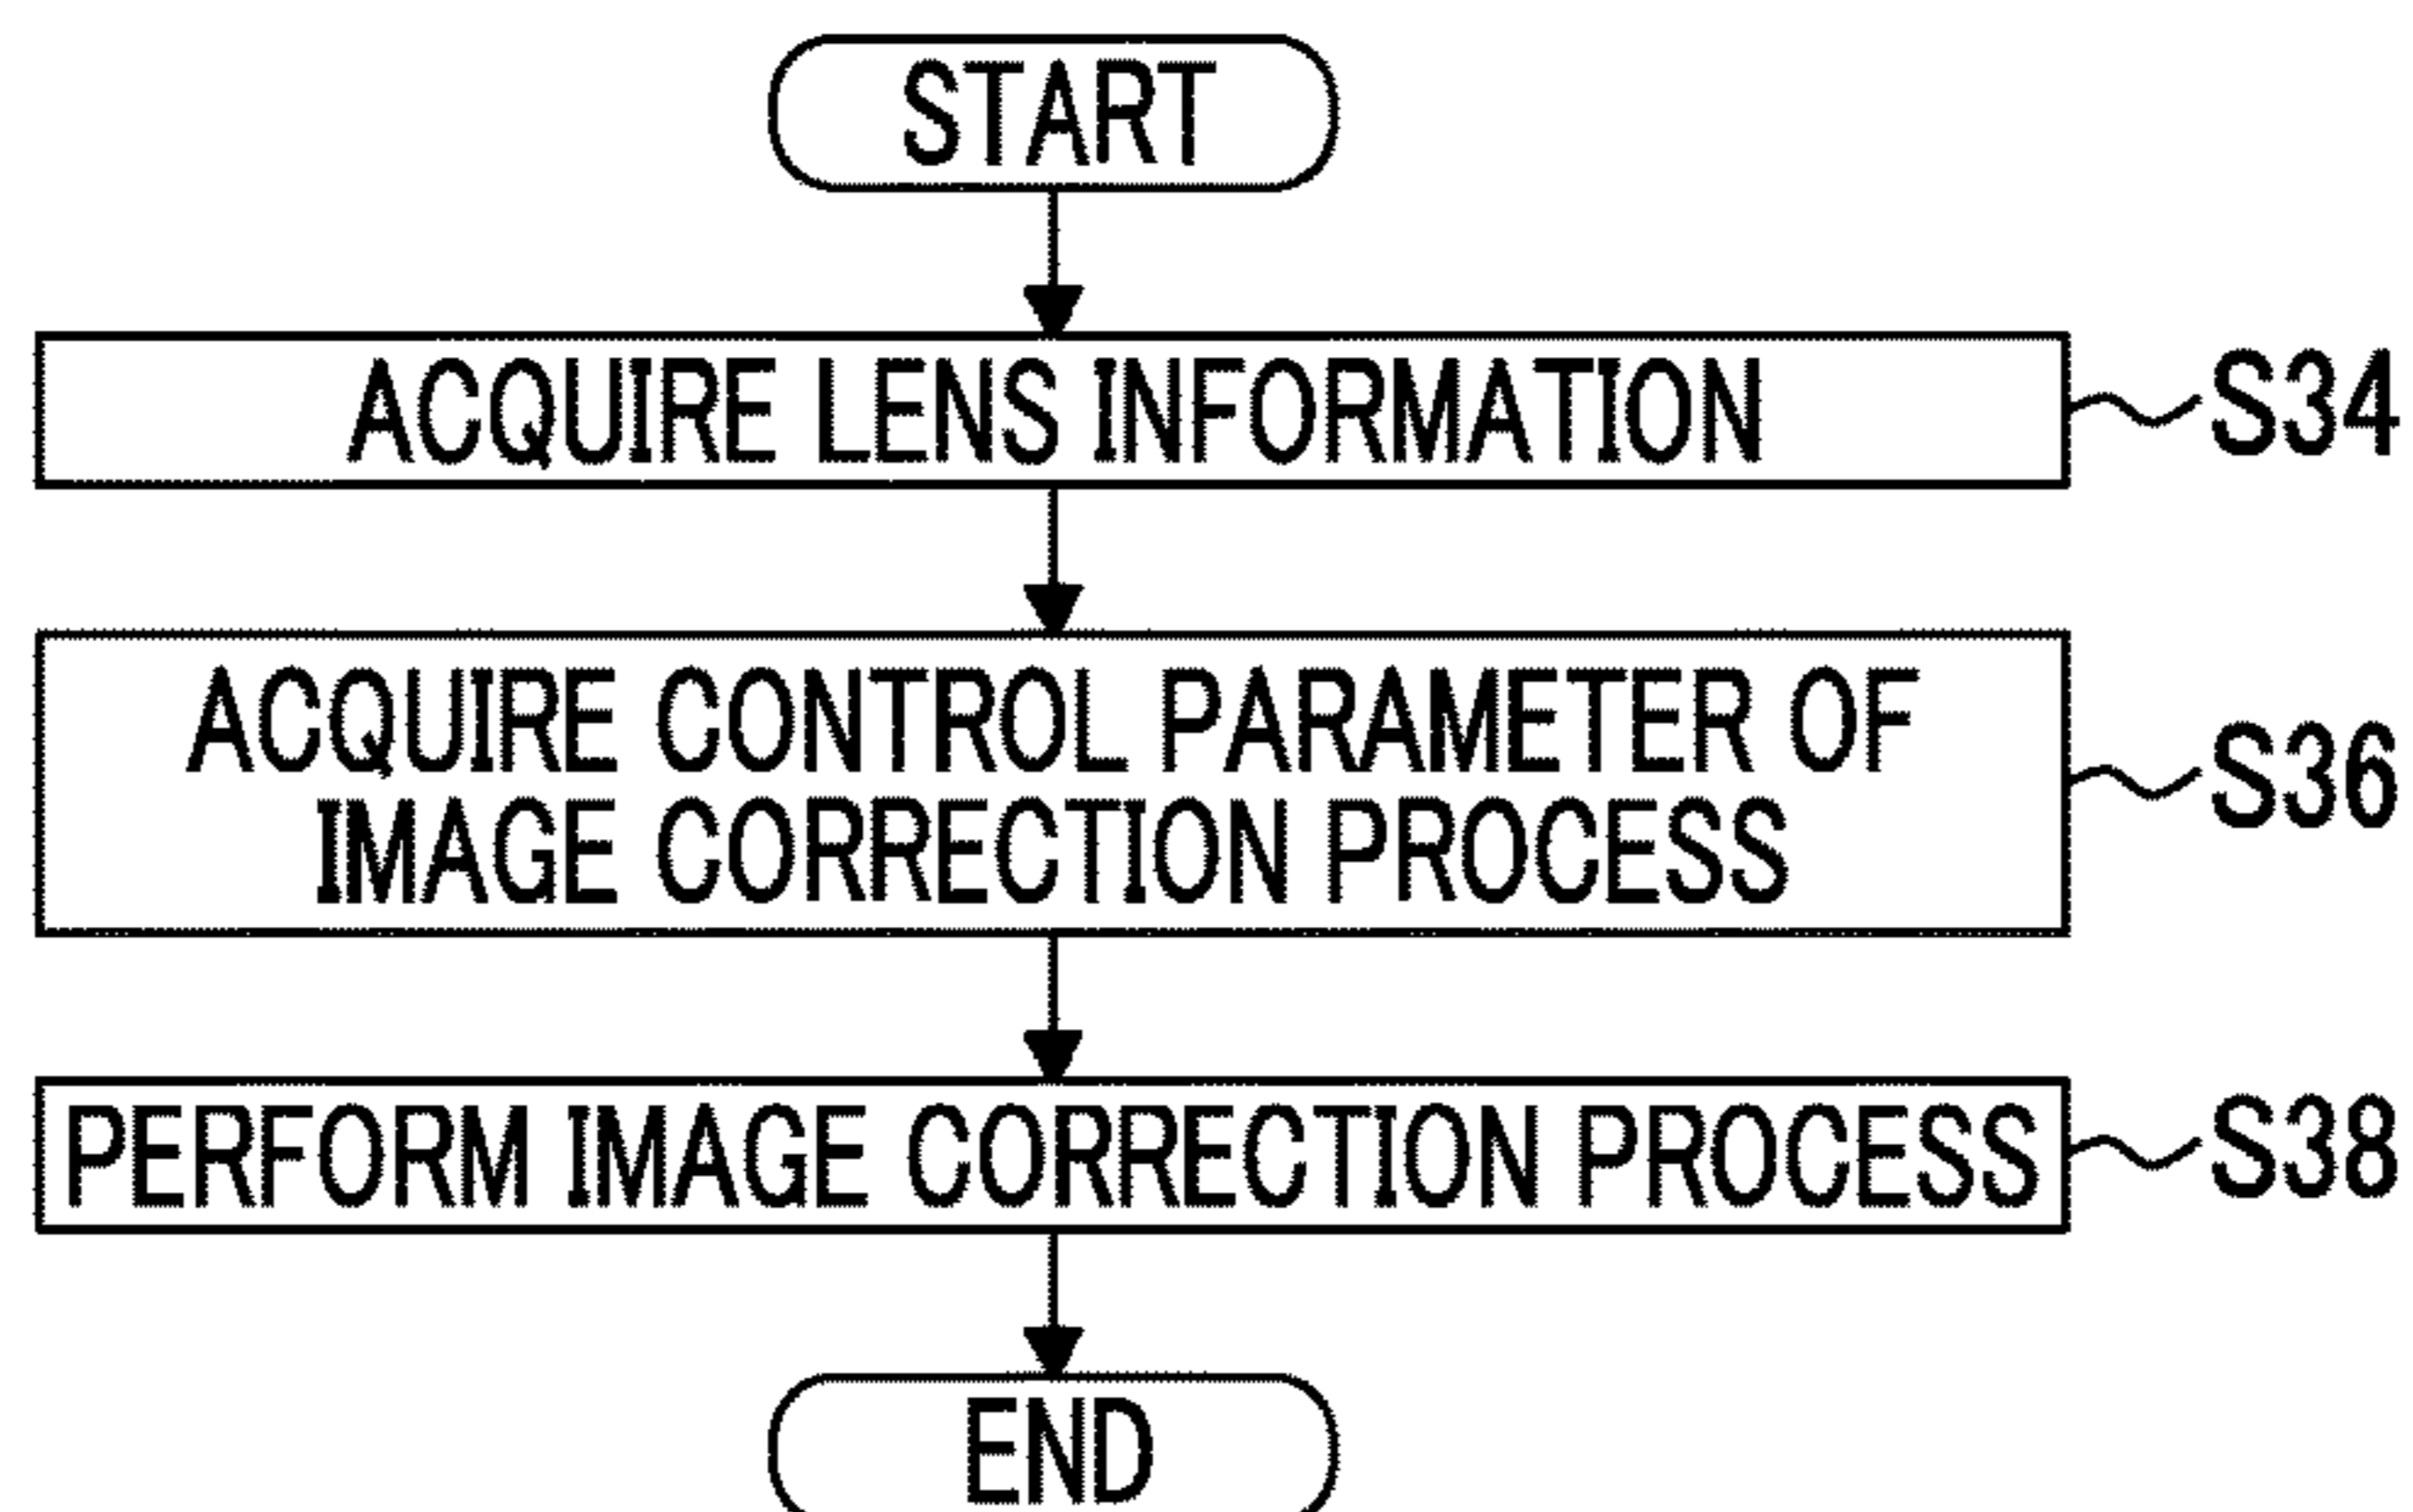 START
ACQUIRE LENS INFORMATION
S34
ACQUIRE CONTROL PARAMETER OF
IMAGE CORRECTION PROCESS
S36
PERFORM IMAGE CORRECTION PROCESS
S38
END